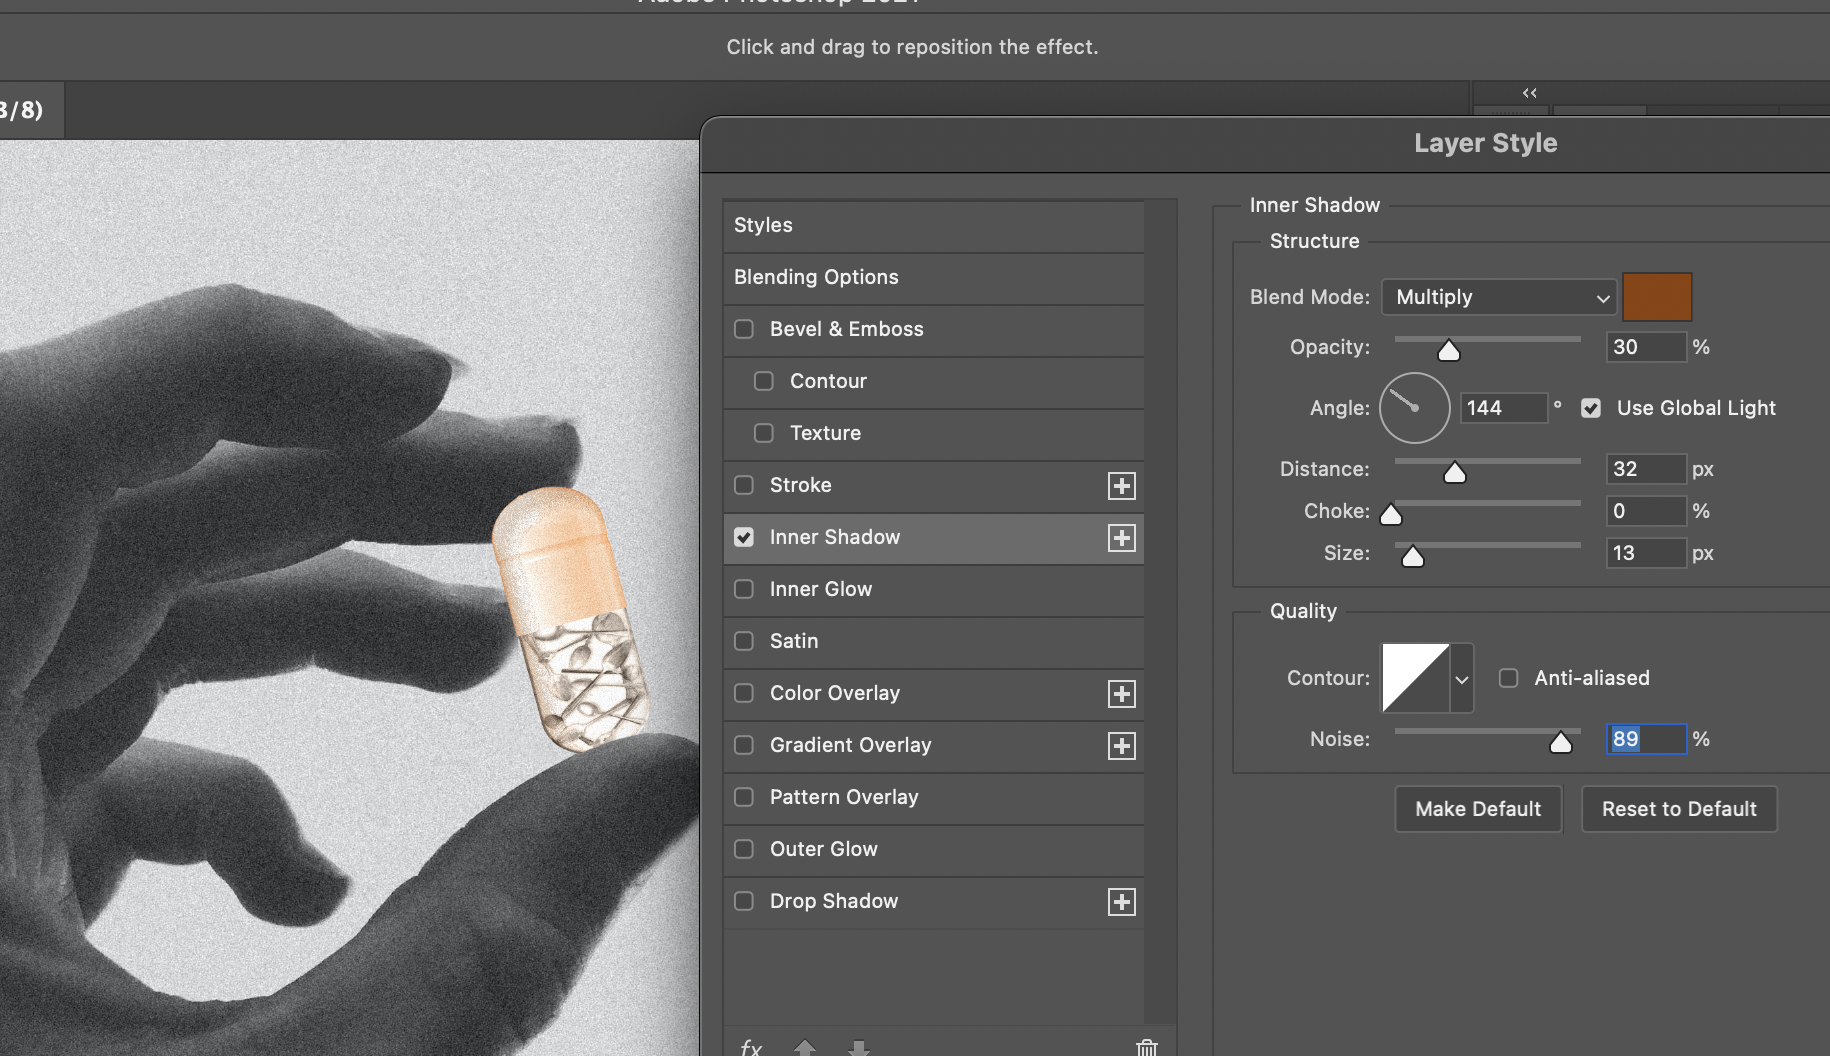 Adobe Photoshop 2021
Click and drag to reposition the effect.
3/8)
Layer Style
Styles
Blending Options
Bevel & Emboss
Contour
Texture
Stroke
Inner Shadow
Inner Glow
Satin
Color Overlay
Gradient Overlay
Pattern Overlay
Outer Glow
Drop Shadow
fx
Inner Shadow
Structure
Blend Mode: Multiply
Opacity: 30 %
Angle: 144 ° Use Global Light
Distance: 32 px
Choke: 0 %
Size: 13 px
Quality
Contour: Anti-aliased
Noise: 89 %
Make Default Reset to Default